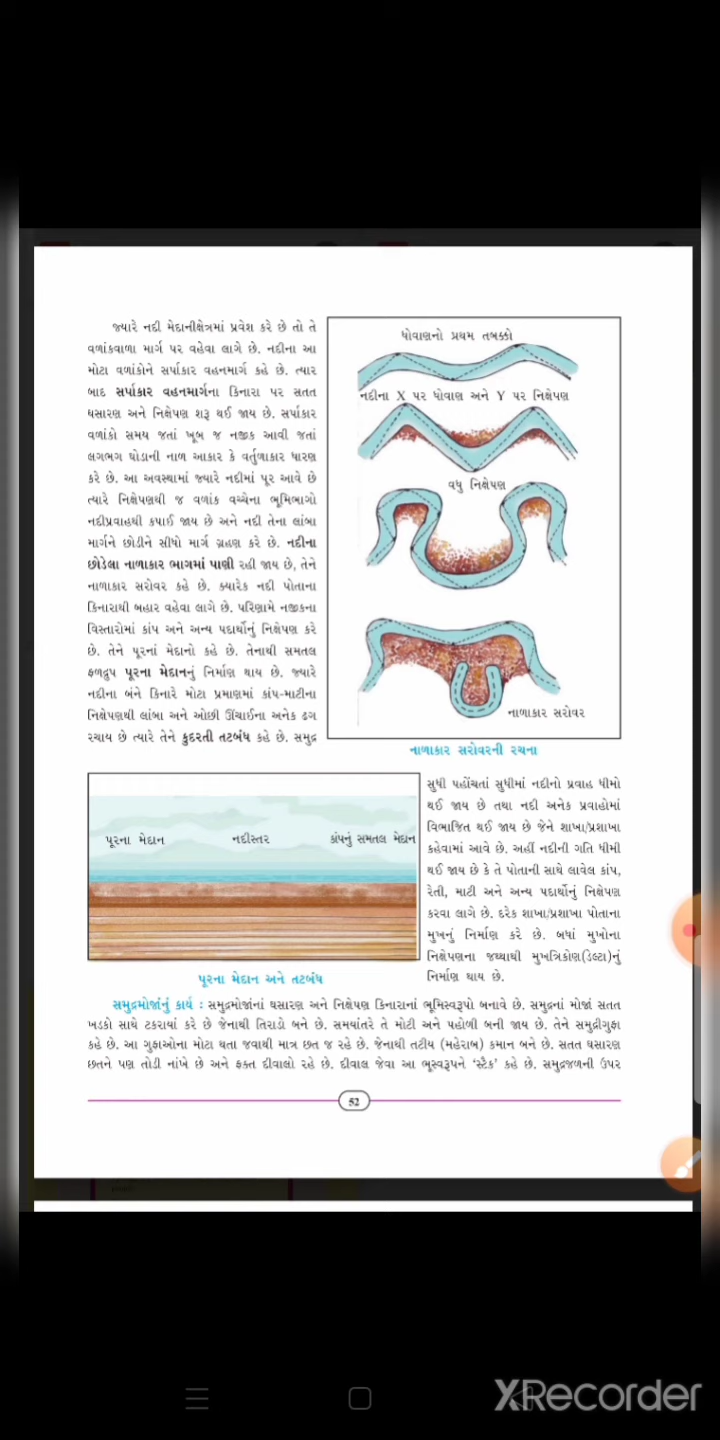 જ્યારે નદી મેદાનીક્ષેત્રમાં પ્રવેશ કરે છે તો તે
વળાંકવાળા માર્ગ પર વહેવા લાગે છે. નદીના આ
મોટા વળાંકોને સર્પાકાર વહનમાર્ગ કહે છે. ત્યાર
બાદ સર્પાકાર વહનમાર્ગના કિનારા પર સતત
ઘસારણ અને નિક્ષેપણ શરૂ થઈ જાય છે. સર્પાકાર
વળાંકો સમય જતાં ખૂબ જ નજીક આવી જતાં
લગભગ ઘોડાની નાળ આકાર કે વર્તુળાકાર ધારણ
કરે છે. આ અવસ્થામાં જ્યારે નદીમાં પૂર આવે છે
ત્યારે નિક્ષેપણથી જ વળાંક વચ્ચેના ભૂમિભાગો
નદીપ્રવાહથી કપાઈ જાય છે અને નદી તેના લાંબા
માર્ગને છોડીને સીધો માર્ગ ગ્રહણ કરે છે. નદીના
છોડેલા નાળાકાર ભાગમાં પાણી રહી જાય છે, તેને
નાળાકાર સરોવર કહે છે. ક્યારેક નદી પોતાના
કિનારાથી બહાર વહેવા લાગે છે. પરિણામે નજીકના
વિસ્તારોમાં કાંપ અને અન્ય પદાર્થોનું નિક્ષેપણ કરે
છે. તેને પૂરનાં મેદાનો કહે છે. તેનાથી સમતલ
ફળદ્રુપ પૂરના મેદાનનું નિર્માણ થાય છે. જ્યારે
નદીના બંને કિનારે મોટા પ્રમાણમાં કાંપ-માટીના
નિક્ષેપણથી લાંબા અને ઓછી ઊંચાઈના અનેક ઢગ
રચાય છે ત્યારે તેને કુદરતી તટબંધ કહે છે. સમુદ્ર
ધોવાણનો પ્રથમ તબક્કો
નદીના X પર ધોવાણ અને Y પર નિક્ષેપણ
વધુ નિક્ષેપણ
નાળાકાર સરોવર
નાળાકાર સરોવરની રચના
પૂરના મેદાન નદીસ્તર કાંપનું સમતલ મેદાન
પૂરના મેદાન અને તટબંધ
સુધી પહોંચતાં સુધીમાં નદીનો પ્રવાહ ધીમો
થઈ જાય છે તથા નદી અનેક પ્રવાહોમાં
વિભાજિત થઈ જાય છે જેને શાખા/પ્રશાખા
કહેવામાં આવે છે. અહીં નદીની ગતિ ધીમી
થઈ જાય છે કે તે પોતાની સાથે લાવેલ કાંપ,
રેતી, માટી અને અન્ય પદાર્થોનું નિક્ષેપણ
કરવા લાગે છે. દરેક શાખા/પ્રશાખા પોતાના
મુખનું નિર્માણ કરે છે. બધાં મુખોના
નિક્ષેપણના જથ્થાથી મુખત્રિકોણ(ડેલ્ટા)નું
નિર્માણ થાય છે.
સમુદ્રમોજાંનું કાર્ય : સમુદ્રમોજાંનાં ઘસારણ અને નિક્ષેપણ કિનારાનાં ભૂમિસ્વરૂપો બનાવે છે. સમુદ્રનાં મોજાં સતત
ખડકો સાથે ટકરાયાં કરે છે જેનાથી તિરાડો બને છે. સમયાંતરે તે મોટી અને પહોળી બની જાય છે. તેને સમુદ્રીગુફા
કહે છે. આ ગુફાઓના મોટા થતા જવાથી માત્ર છત જ રહે છે. જેનાથી તટીય (મહેરાબ) કમાન બને છે. સતત ઘસારણ
છતને પણ તોડી નાંખે છે અને ફક્ત દીવાલો રહે છે. દીવાલ જેવા આ ભૂસ્વરૂપને ‘સ્ટૅક’ કહે છે. સમુદ્રજળની ઉપર
52
XRecorder